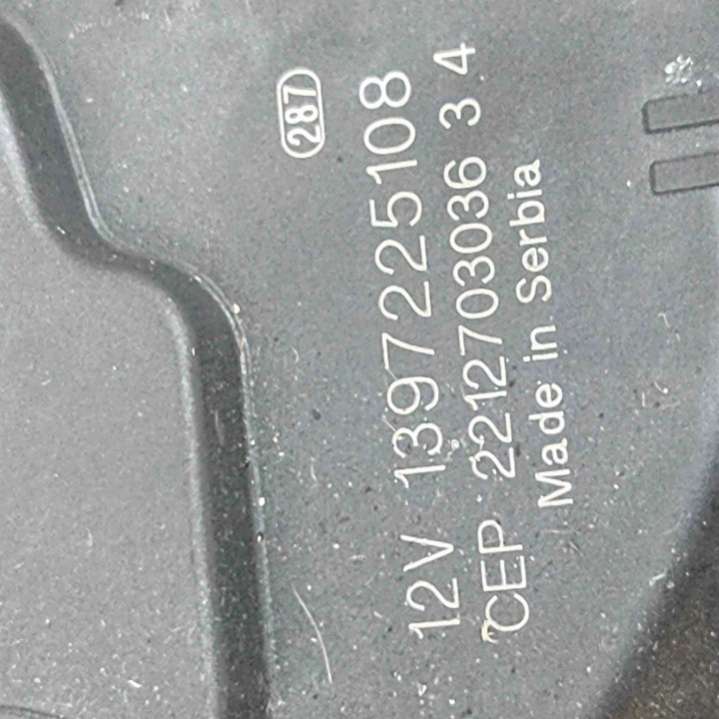 287
12V 1397225108
CEP 2212703036 3 4
Made in Serbia